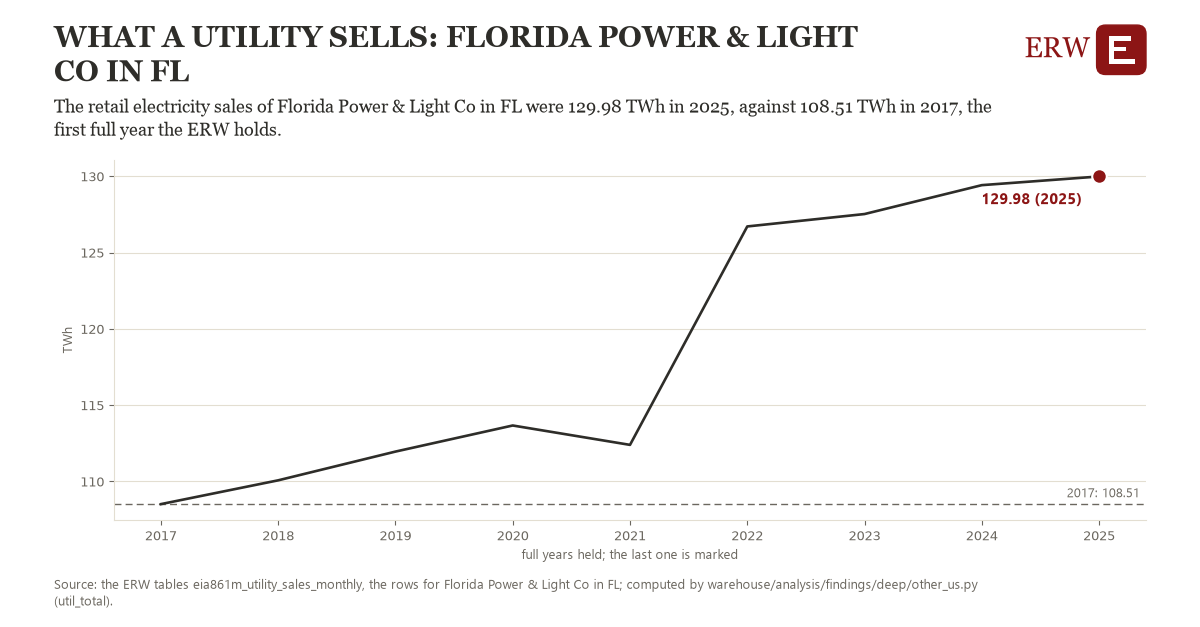 WHAT A UTILITY SELLS: FLORIDA POWER & LIGHT
CO IN FL
ERW E
The retail electricity sales of Florida Power & Light Co in FL were 129.98 TWh in 2025, against 108.51 TWh in 2017, the
first full year the ERW holds.
130
125
120
115
110
TWh
129.98 (2025)
2017: 108.51
2017 2018 2019 2020 2021 2022 2023 2024 2025
full years held; the last one is marked
Source: the ERW tables eia861m_utility_sales_monthly, the rows for Florida Power & Light Co in FL; computed by warehouse/analysis/findings/deep/other_us.py
(util_total).